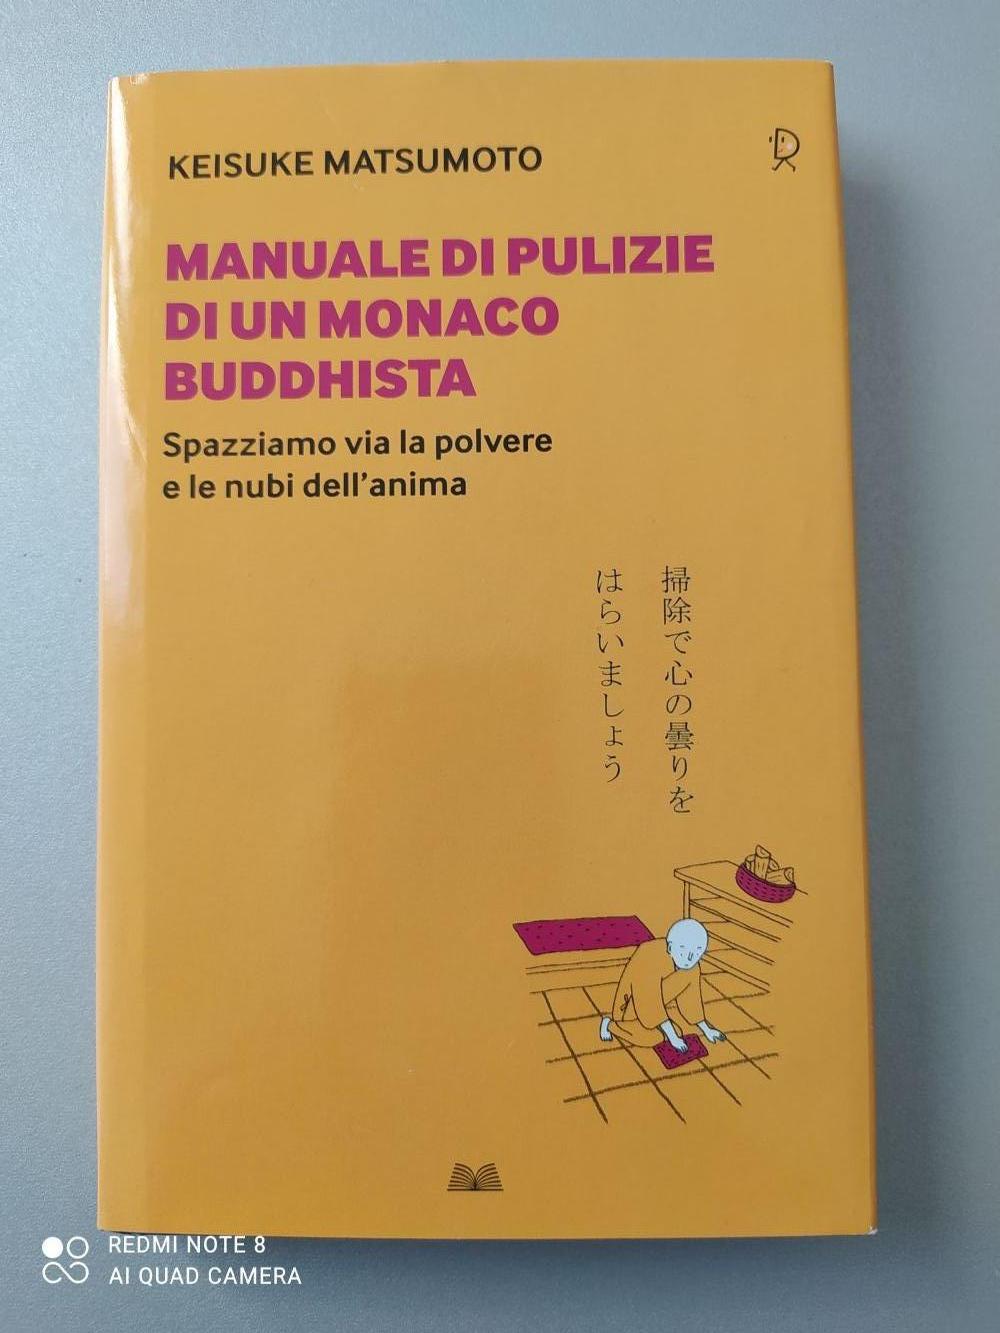 KEISUKE MATSUMOTO
MANUALE DI PULIZIE
DI UN MONACO
BUDDHISTA
Spazziamo via la polvere
e le nubi dell'anima
掃除で心の曇りを
はらいましょう
REDMI NOTE 8
AI QUAD CAMERA